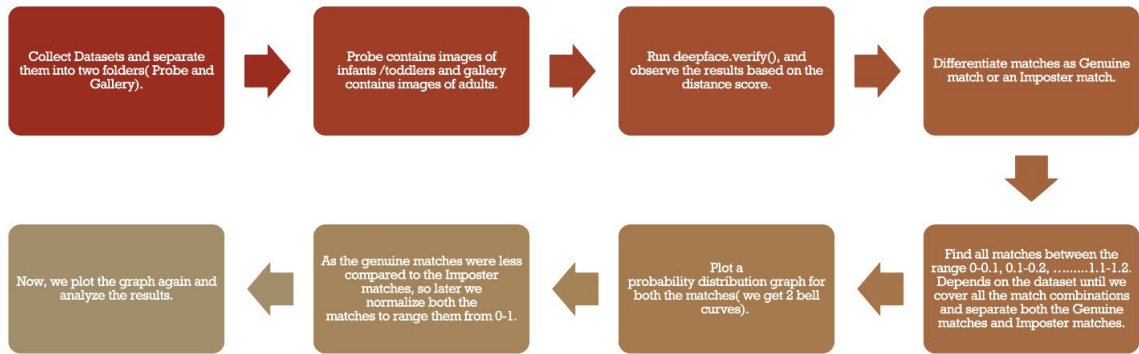 Collect Datasets and separate
them into two folders( Probe and
Gallery).
Probe contains images of
infants /toddlers and gallery
contains images of adults.
Run deepface.verify(), and
observe the results based on the
distance score.
Differentiate matches as Genuine
match or an Imposter match.
Find all matches between the
range 0-0.1, 0.1-0.2, .........1.1-1.2.
Depends on the dataset until we
cover all the match combinations
and separate both the Genuine
matches and Imposter matches.
Plot a
probability distribution graph for
both the matches( we get 2 bell
curves).
As the genuine matches were less
compared to the Imposter
matches, so later we
normalize both the
matches to range them from 0-1.
Now, we plot the graph again and
analyze the results.